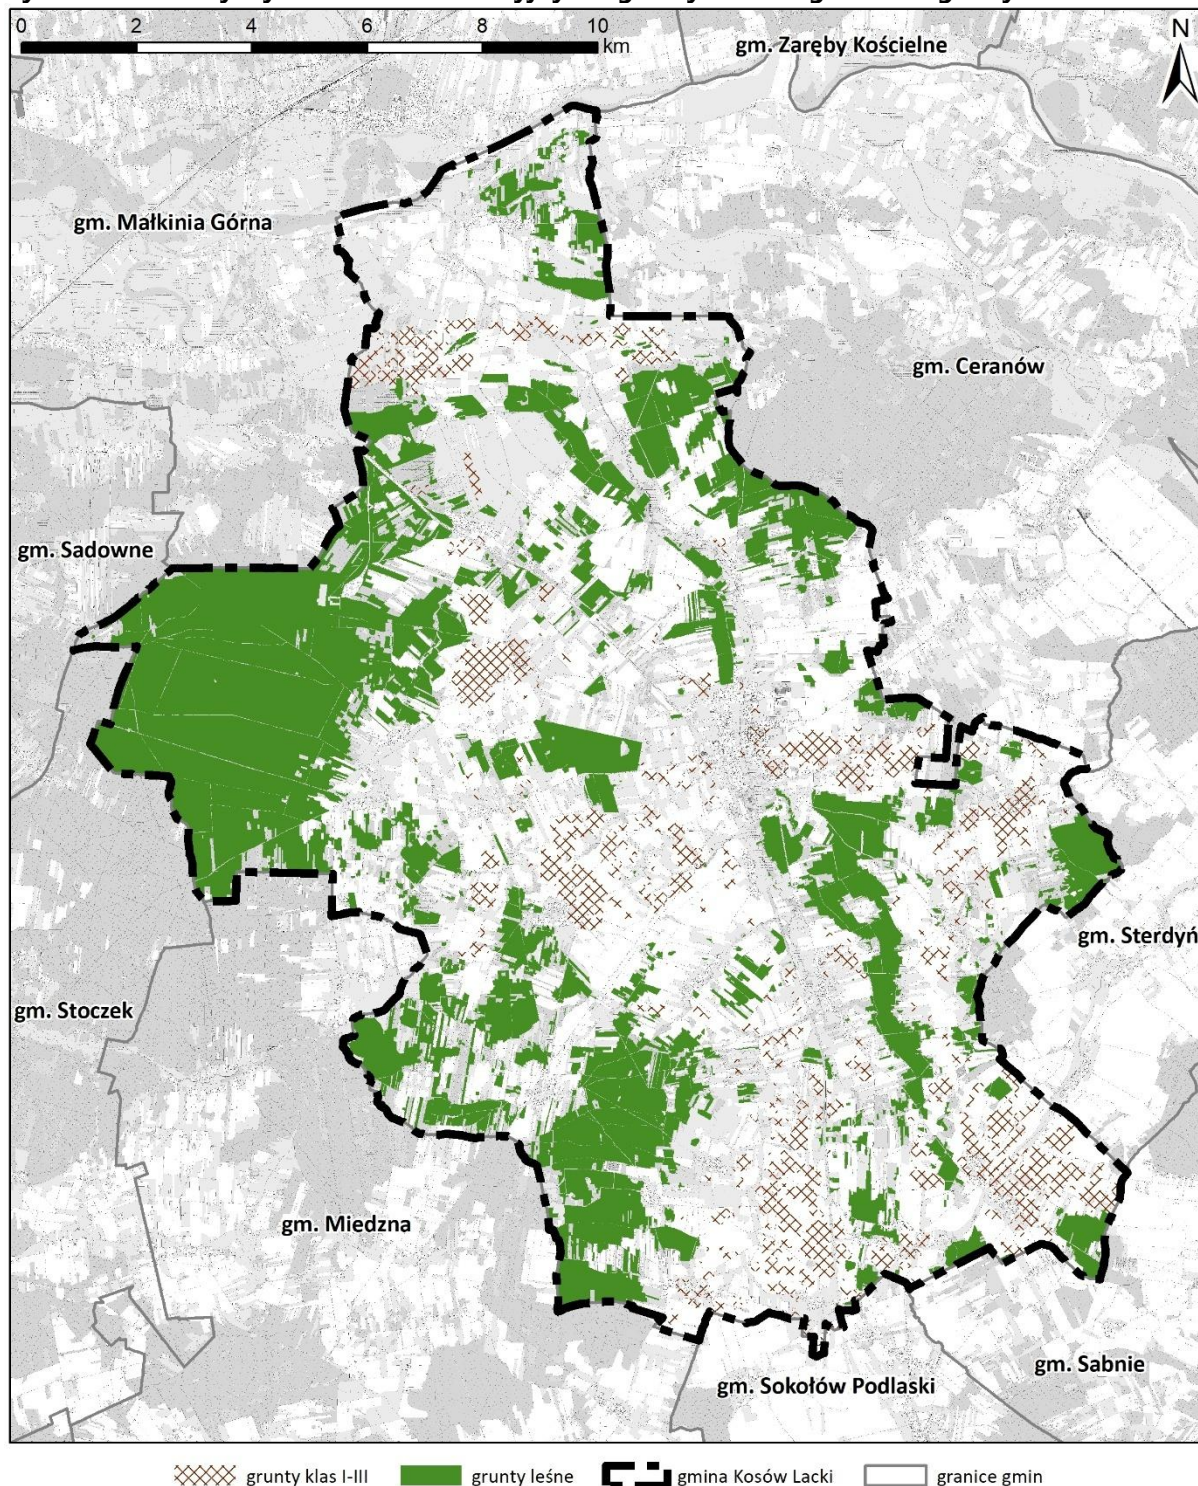 0 2 4 6 8 10
km
N
gm. Zaręby Kościelne
gm. Małkinia Górna
gm. Ceranów
gm. Sadowne
gm. Sterdyń
gm. Stoczek
gm. Miedzna
gm. Sabnie
gm. Sokołów Podlaski
grunty klas I-III grunty leśne gmina Kosów Lacki granice gmin